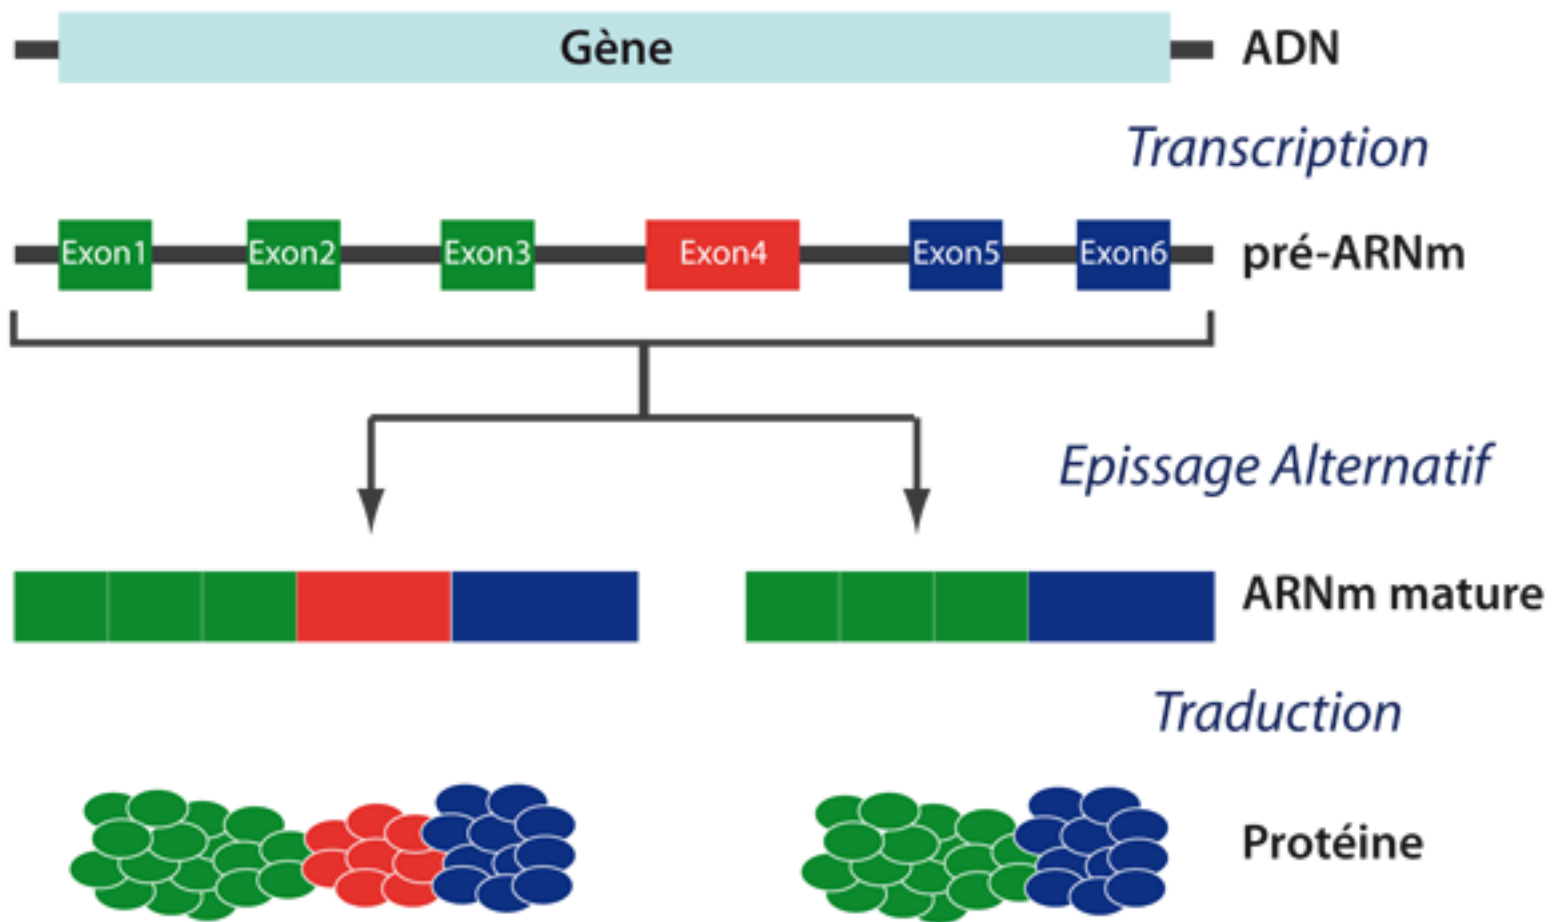 Gène
ADN
Transcription
Exon1 Exon2 Exon3 Exon4 Exon5 Exon6
pré-ARNm
Epissage Alternatif
ARNm mature
Traduction
Protéine